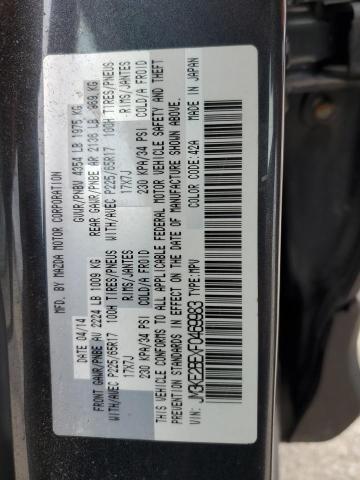 MFD. BY MAZDA MOTOR CORPORATION
DATE 04/14 GVWR/PNBV 4354 LB 1975 KG
FRONT GAWR/PNBE AV 2224 LB 1009 KG REAR GAWR/PNBE AR 2136 LB 969 KG
WITH/AVEC P225/65R17 100H TIRES/PNEUS WITH/AVEC P225/65R17 100H TIRES/PNEUS
17X7J RIMS/JANTES 17X7J RIMS/JANTES
230 KPA/34 PSI COLD/A FROID 230 KPA/34 PSI COLD/A FROID
THIS VEHICLE CONFORMS TO ALL APPLICABLE FEDERAL MOTOR VEHICLE SAFETY AND THEFT
PREVENTION STANDARDS IN EFFECT ON THE DATE OF MANUFACTURE SHOWN ABOVE. MADE IN JAPAN
TYPE: MPV COLOR CODE: 42A
VIN: JM3KE2BEXF0469983